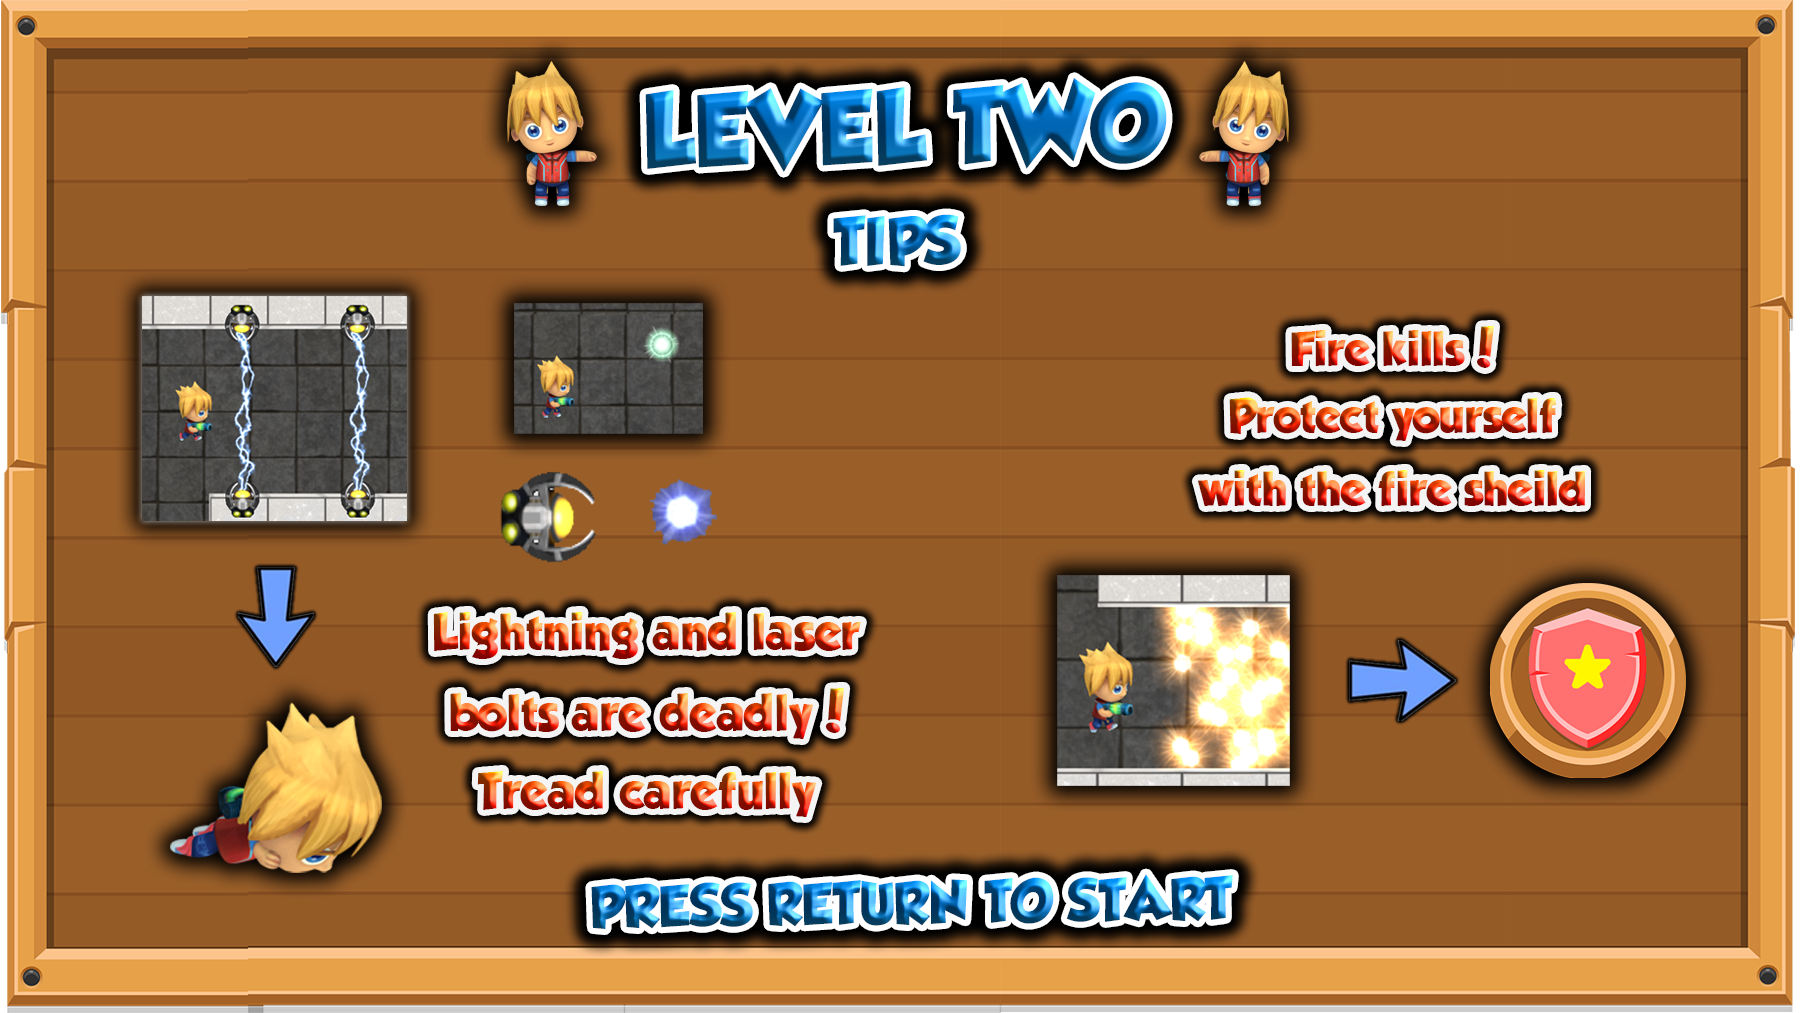 LEVEL TWO
TIPS
Lightning and laser
bolts are deadly!
Tread carefully
Fire kills!
Protect yourself
with the fire sheild
PRESS RETURN TO START